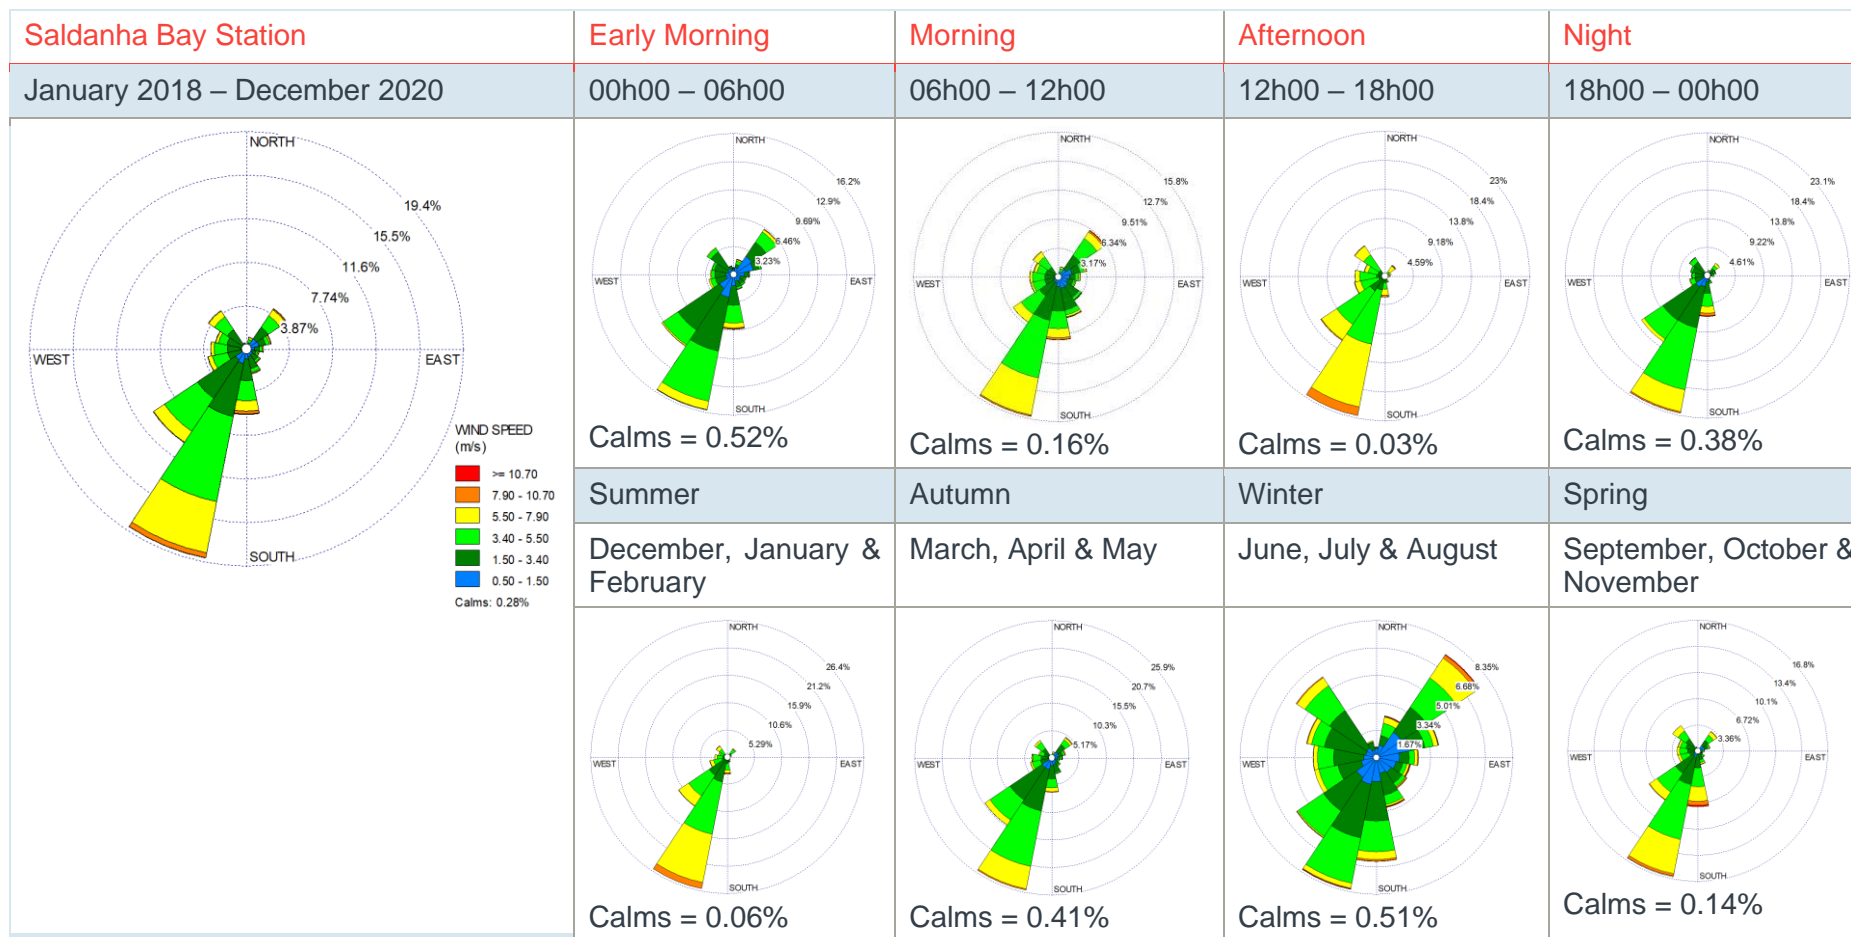 Saldanha Bay Station
Early Morning
Morning
Afternoon
Night
January 2018 – December 2020
00h00 – 06h00
06h00 – 12h00
12h00 – 18h00
18h00 – 00h00
NORTH
19.4%
15.5%
11.6%
7.74%
3.87%
WEST
EAST
SOUTH
WIND SPEED
(m/s)
>= 10.70
7.90 - 10.70
5.50 - 7.90
3.40 - 5.50
1.50 - 3.40
0.50 - 1.50
Calms: 0.28%
NORTH
16.2%
12.9%
9.69%
6.46%
3.23%
WEST
EAST
SOUTH
Calms = 0.52%
NORTH
15.8%
12.7%
9.51%
6.34%
3.17%
WEST
EAST
SOUTH
Calms = 0.16%
NORTH
23%
18.4%
13.8%
9.18%
4.59%
WEST
EAST
SOUTH
Calms = 0.03%
NORTH
23.1%
18.4%
13.8%
9.22%
4.61%
WEST
EAST
SOUTH
Calms = 0.38%
Summer
Autumn
Winter
Spring
December, January &
February
March, April & May
June, July & August
September, October &
November
NORTH
26.4%
21.2%
15.9%
10.6%
5.29%
WEST
EAST
SOUTH
Calms = 0.06%
NORTH
25.9%
20.7%
15.5%
10.3%
5.17%
WEST
EAST
SOUTH
Calms = 0.41%
NORTH
8.35%
6.68%
5.01%
3.34%
1.67%
WEST
EAST
SOUTH
Calms = 0.51%
NORTH
16.8%
13.4%
10.1%
6.72%
3.36%
WEST
EAST
SOUTH
Calms = 0.14%